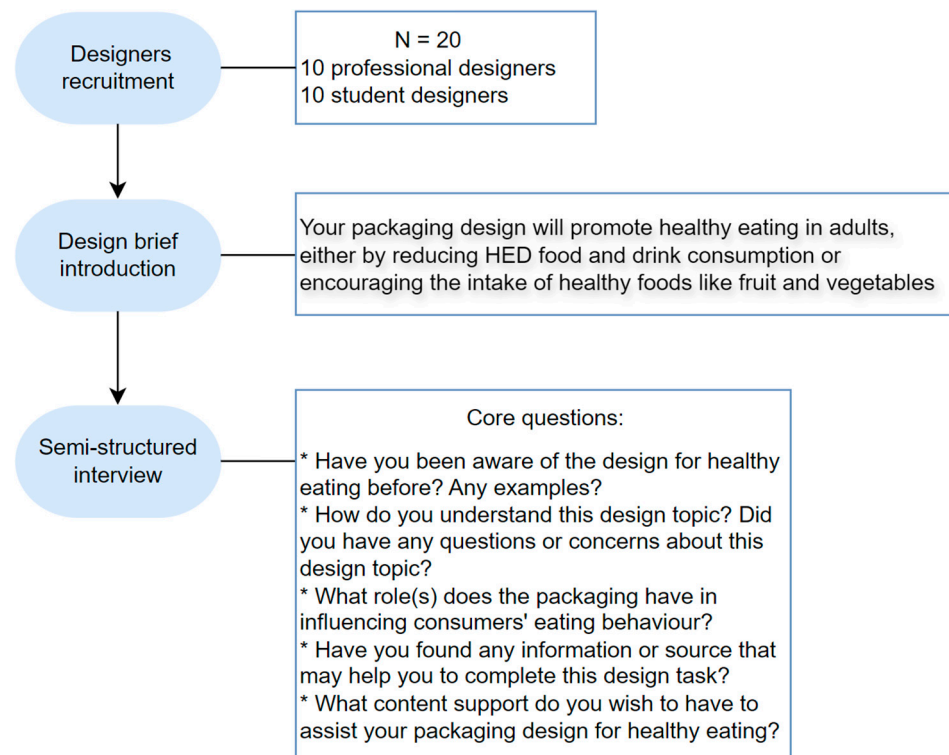 Designers
recruitment
N = 20
10 professional designers
10 student designers
Design brief
introduction
Your packaging design will promote healthy eating in adults,
either by reducing HED food and drink consumption or
encouraging the intake of healthy foods like fruit and vegetables
Semi-structured
interview
Core questions:
* Have you been aware of the design for healthy
eating before? Any examples?
* How do you understand this design topic? Did
you have any questions or concerns about this
design topic?
* What role(s) does the packaging have in
influencing consumers' eating behaviour?
* Have you found any information or source that
may help you to complete this design task?
* What content support do you wish to have to
assist your packaging design for healthy eating?